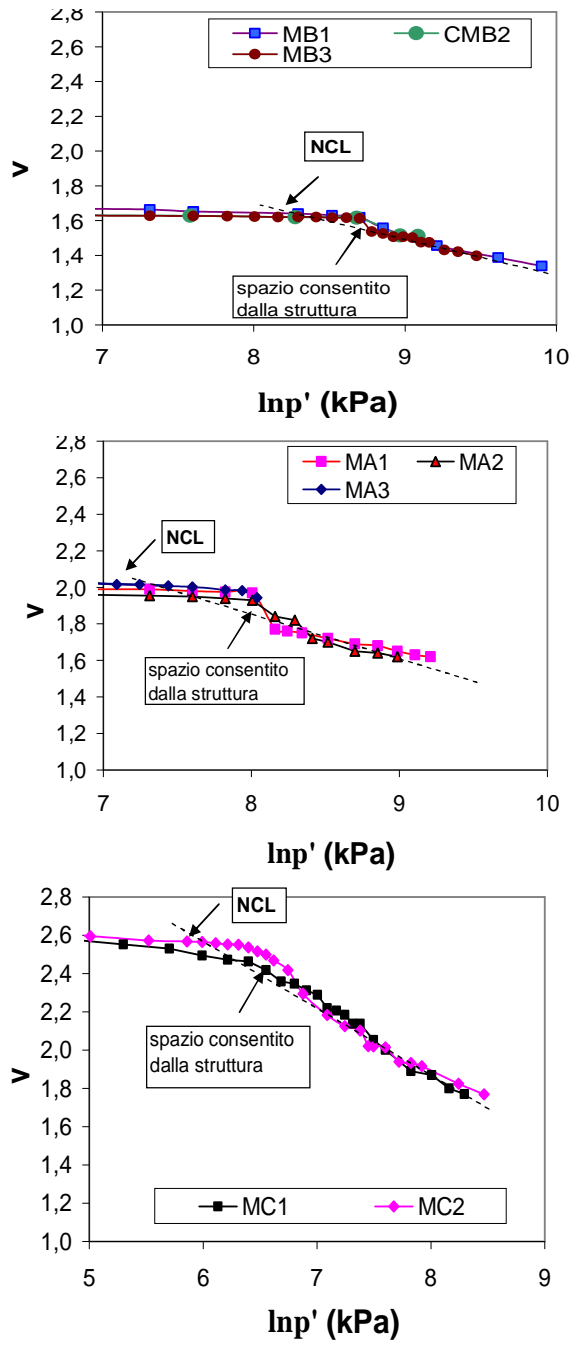 2,8
MB1 CMB2
MB3
2,6
2,4
2,2
2,0
NCL
v
1,8
1,6
1,4
spazio consentito
dalla struttura
1,2
1,0
7 8 9 10
lnp' (kPa)
2,8
MA1 MA2
MA3
2,6
2,4
2,2
NCL
2,0
v
1,8
1,6
spazio consentito
dalla struttura
1,4
1,2
1,0
7 8 9 10
lnp' (kPa)
2,8
NCL
2,6
2,4
2,2
spazio consentito
dalla struttura
2,0
v
1,8
1,6
1,4
1,2
MC1 MC2
1,0
5 6 7 8 9
lnp' (kPa)